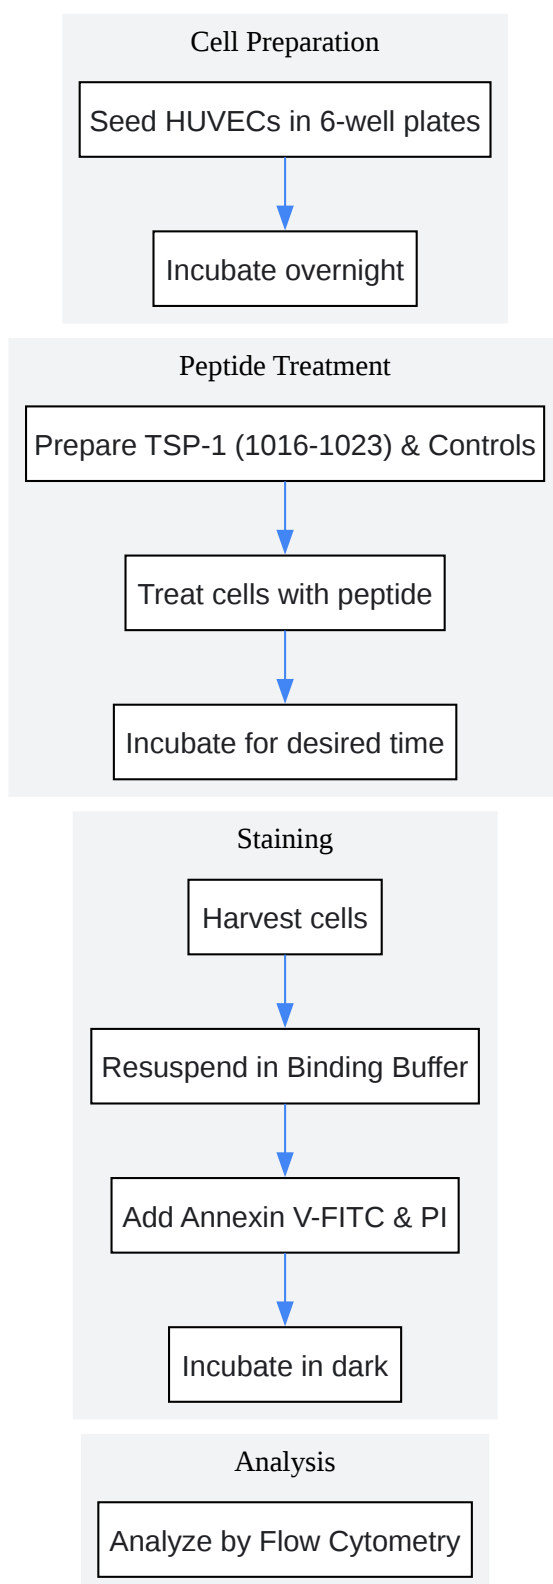 Cell Preparation
Seed HUVECs in 6-well plates
Incubate overnight
Peptide Treatment
Prepare TSP-1 (1016-1023) & Controls
Treat cells with peptide
Incubate for desired time
Staining
Harvest cells
Resuspend in Binding Buffer
Add Annexin V-FITC & PI
Incubate in dark
Analysis
Analyze by Flow Cytometry